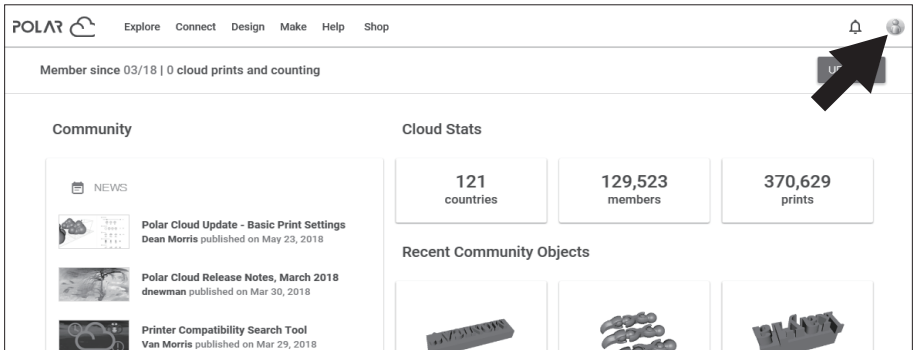 POLAR Explore Connect Design Make Help Shop
Member since 03/18 | 0 cloud prints and counting
Community
NEWS
Polar Cloud Update - Basic Print Settings
Dean Morris published on May 23, 2018
Polar Cloud Release Notes, March 2018
dnewman published on Mar 30, 2018
Printer Compatibility Search Tool
Van Morris published on Mar 29, 2018
Cloud Stats
121
countries
129,523
members
370,629
prints
Recent Community Objects